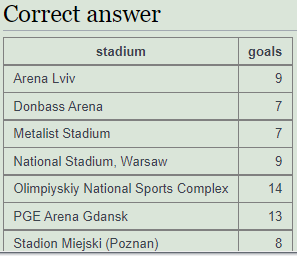 Correct answer
stadium goals
Arena Lviv 9
Donbass Arena 7
Metalist Stadium 7
National Stadium, Warsaw 9
Olimpiyskiy National Sports Complex 14
PGE Arena Gdansk 13
Stadion Miejski (Poznan) 8